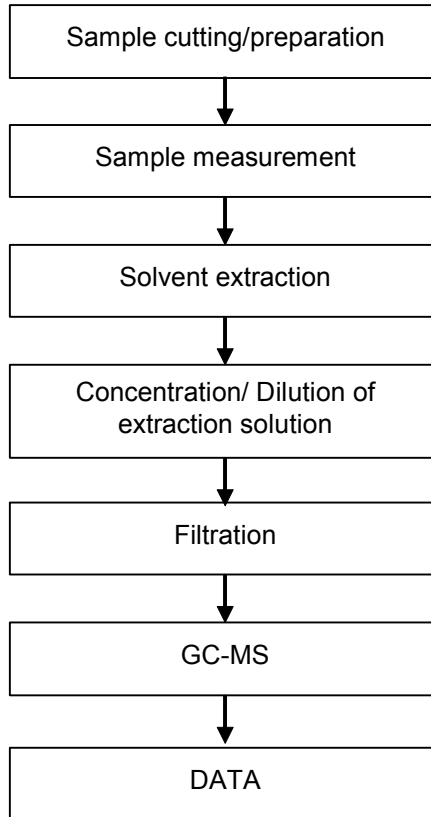 Sample cutting/preparation
Sample measurement
Solvent extraction
Concentration/ Dilution of
extraction solution
Filtration
GC-MS
DATA